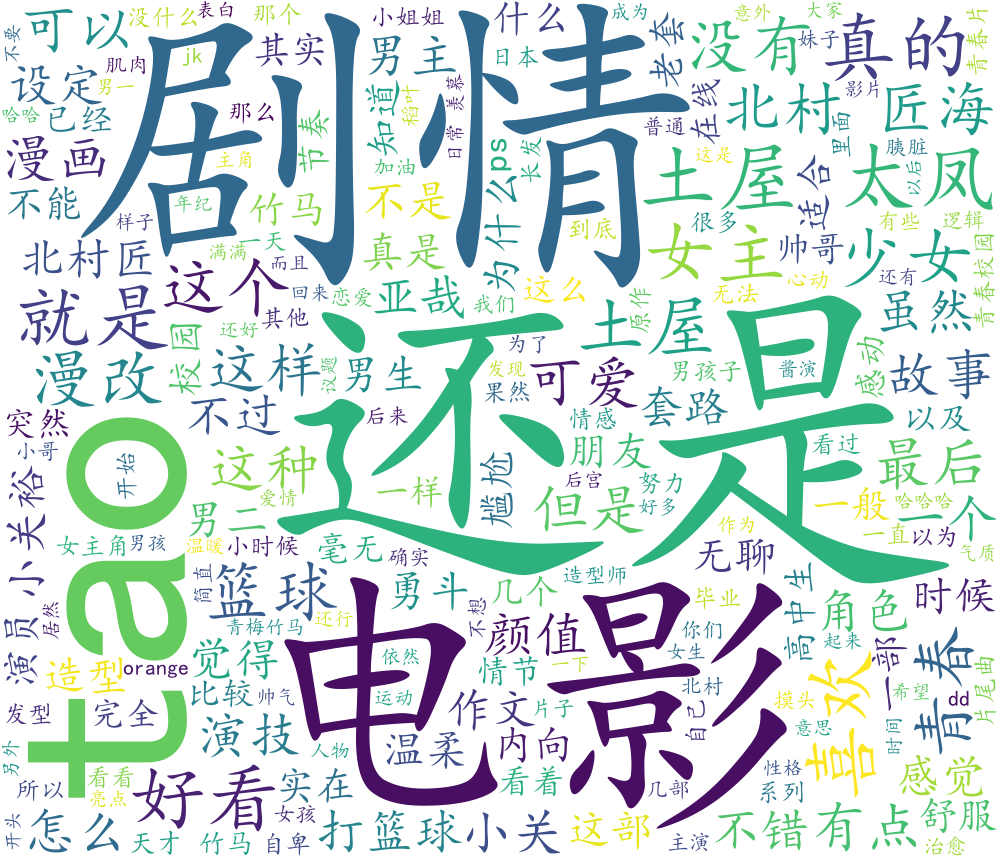 剧情
还是
电影
tao
可以
没什么
表白
那个
小姐姐
什么
不要
jk
其实
男主
日本
老套
没有
意外
大家
妹子
真的
青春片
设定
肌肉
男一
那么
知道
稻叶
羡慕
ps
长发
普通
在线
北村
影片
里面
匠海
哈哈
已经
漫画
主角
节奏
加油
日常
为什么
土屋
这是
适合
胰脏
太凤
以后
不能
样子
年纪
竹马
不是
到底
很多
帅哥
有些
逻辑
北村匠
满满
一天
而且
真是
女主
心动
少女
青春校园
这个
回来
恋爱
亚哉
我们
这么
原作
无法
还有
就是
其他
土屋
虽然
漫改
校园
还好
这样
议题
男生
为了
发现
果然
可爱
男孩子
酱演
感动
故事
突然
不过
后来
情感
套路
以及
小哥
小关裕
开始
这种
爱情
一样
尴尬
后宫
朋友
努力
看过
最后
男二
但是
好多
一般
哈哈哈
一个
女主角
男孩
温暖
小时候
毫无
确实
作为
无聊
一直
以为
气质
演员
居然
简直
篮球
勇斗
几个
造型师
毕业
高中生
角色
时候
青梅竹马
还行
不想
颜值
你们
起来
一部
造型
orange
觉得
依然
情节
一下
女生
青春
发型
完全
比较
帅气
运动
作文
片子
北村
自己
摸头
喜欢
希望
dd
片尾曲
另外
演技
人物
温柔
内向
意思
时间
所以
看看
亮点
好看
实在
看着
几部
性格
系列
感觉
开头
怎么
天才
竹马
女孩
自卑
打篮球
小关
这部
主演
不错
有点
舒服
治愈